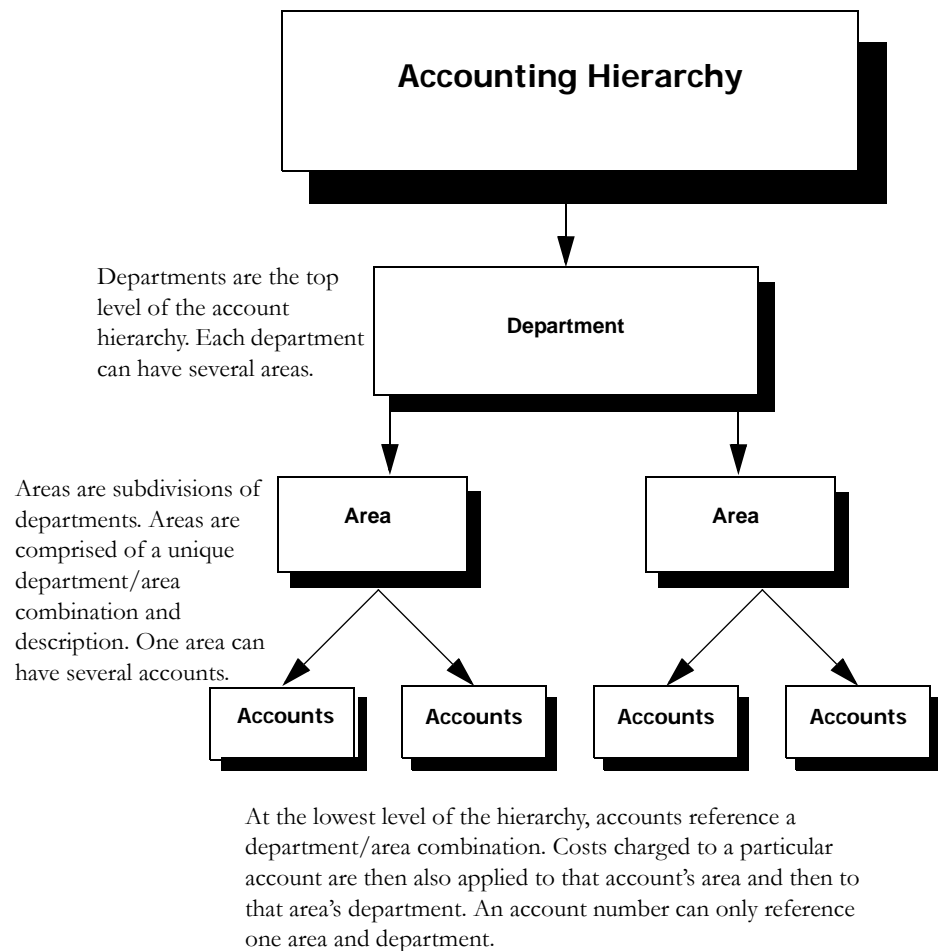 Accounting Hierarchy
Departments are the top
level of the account
hierarchy. Each department
can have several areas.
Department
Areas are subdivisions of
departments. Areas are
comprised of a unique
department/area
combination and
description. One area can
have several accounts.
Area
Area
Accounts
Accounts
Accounts
Accounts
At the lowest level of the hierarchy, accounts reference a
department/area combination. Costs charged to a particular
account are then also applied to that account’s area and then to
that area’s department. An account number can only reference
one area and department.